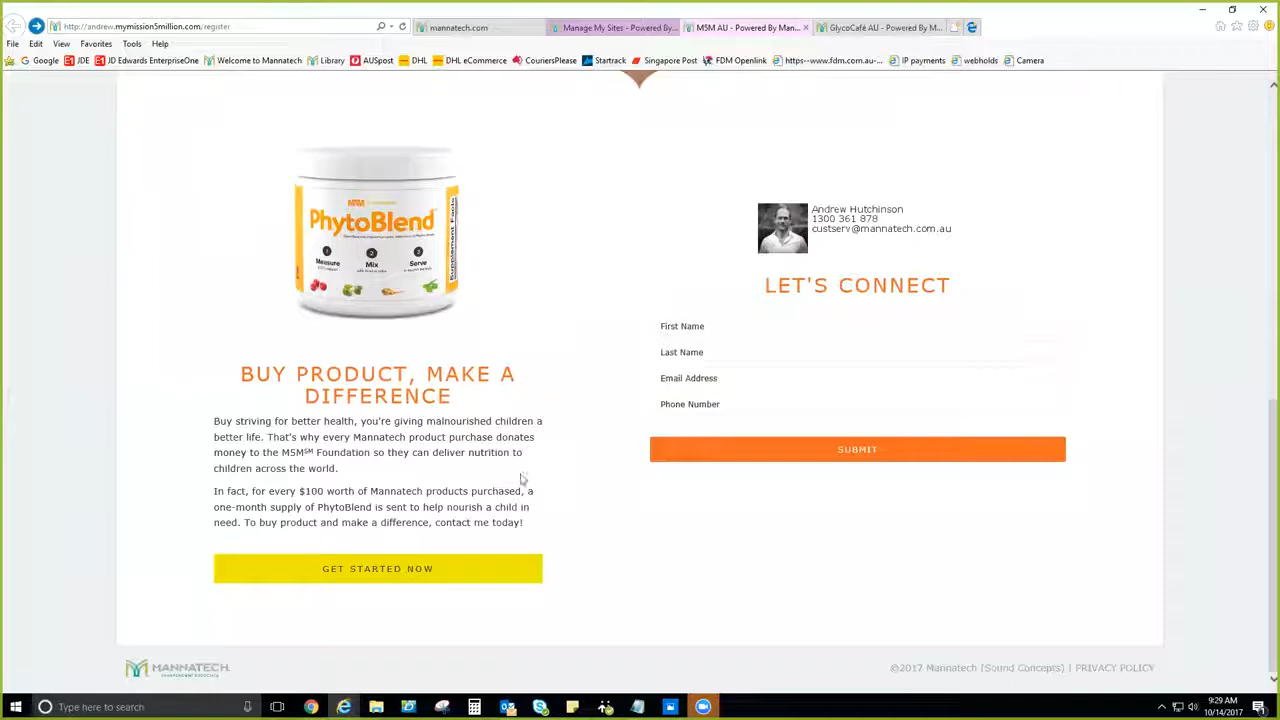 http://andrew.mymission5million.com/register
mannatech.com
Manage My Sites - Powered By...
M5M AU - Powered By Man...
GlycoCafé AU - Powered By M...
File Edit View Favorites Tools Help
Google JDE JD Edwards EnterpriseOne Welcome to Mannatech Library AUSpost DHL DHL eCommerce CouriersPlease Startrack Singapore Post FDM Openlink https--www.fdm.com.au-... IP payments webholds Camera
PhytoBlend
Supplement Facts
1 2 3
Measure Mix Serve
Andrew Hutchinson
1300 361 878
custserv@mannatech.com.au
LET'S CONNECT
First Name
Last Name
Email Address
Phone Number
SUBMIT
BUY PRODUCT, MAKE A
DIFFERENCE
Buy striving for better health, you're giving malnourished children a
better life. That's why every Mannatech product purchase donates
money to the M5M℠ Foundation so they can deliver nutrition to
children across the world.
In fact, for every $100 worth of Mannatech products purchased, a
one-month supply of PhytoBlend is sent to help nourish a child in
need. To buy product and make a difference, contact me today!
GET STARTED NOW
MANNATECH
©2017 Mannatech (Sound Concepts) | PRIVACY POLICY
Type here to search
9:29 AM
10/14/2017